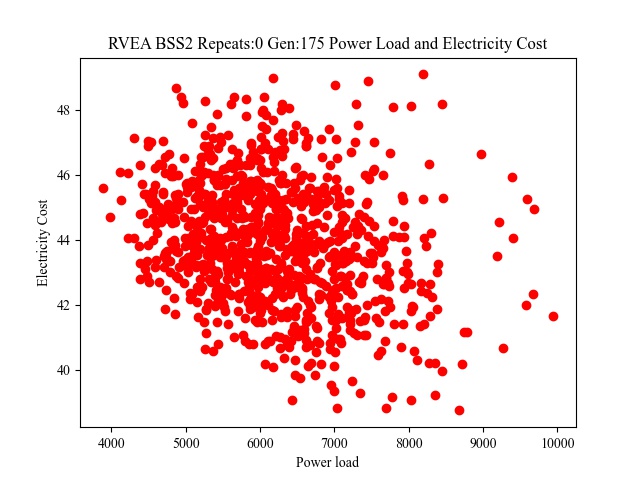 RVEA BSS2 Repeats:0 Gen:175 Power Load and Electricity Cost
Electricity Cost
48
46
44
42
40
4000 5000 6000 7000 8000 9000 10000
Power load